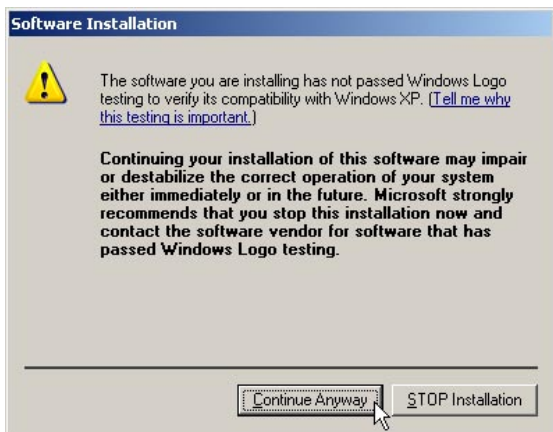 Software Installation
The software you are installing has not passed Windows Logo
testing to verify its compatibility with Windows XP. (Tell me why
this testing is important.)
Continuing your installation of this software may impair
or destabilize the correct operation of your system
either immediately or in the future. Microsoft strongly
recommends that you stop this installation now and
contact the software vendor for software that has
passed Windows Logo testing.
Continue Anyway
STOP Installation